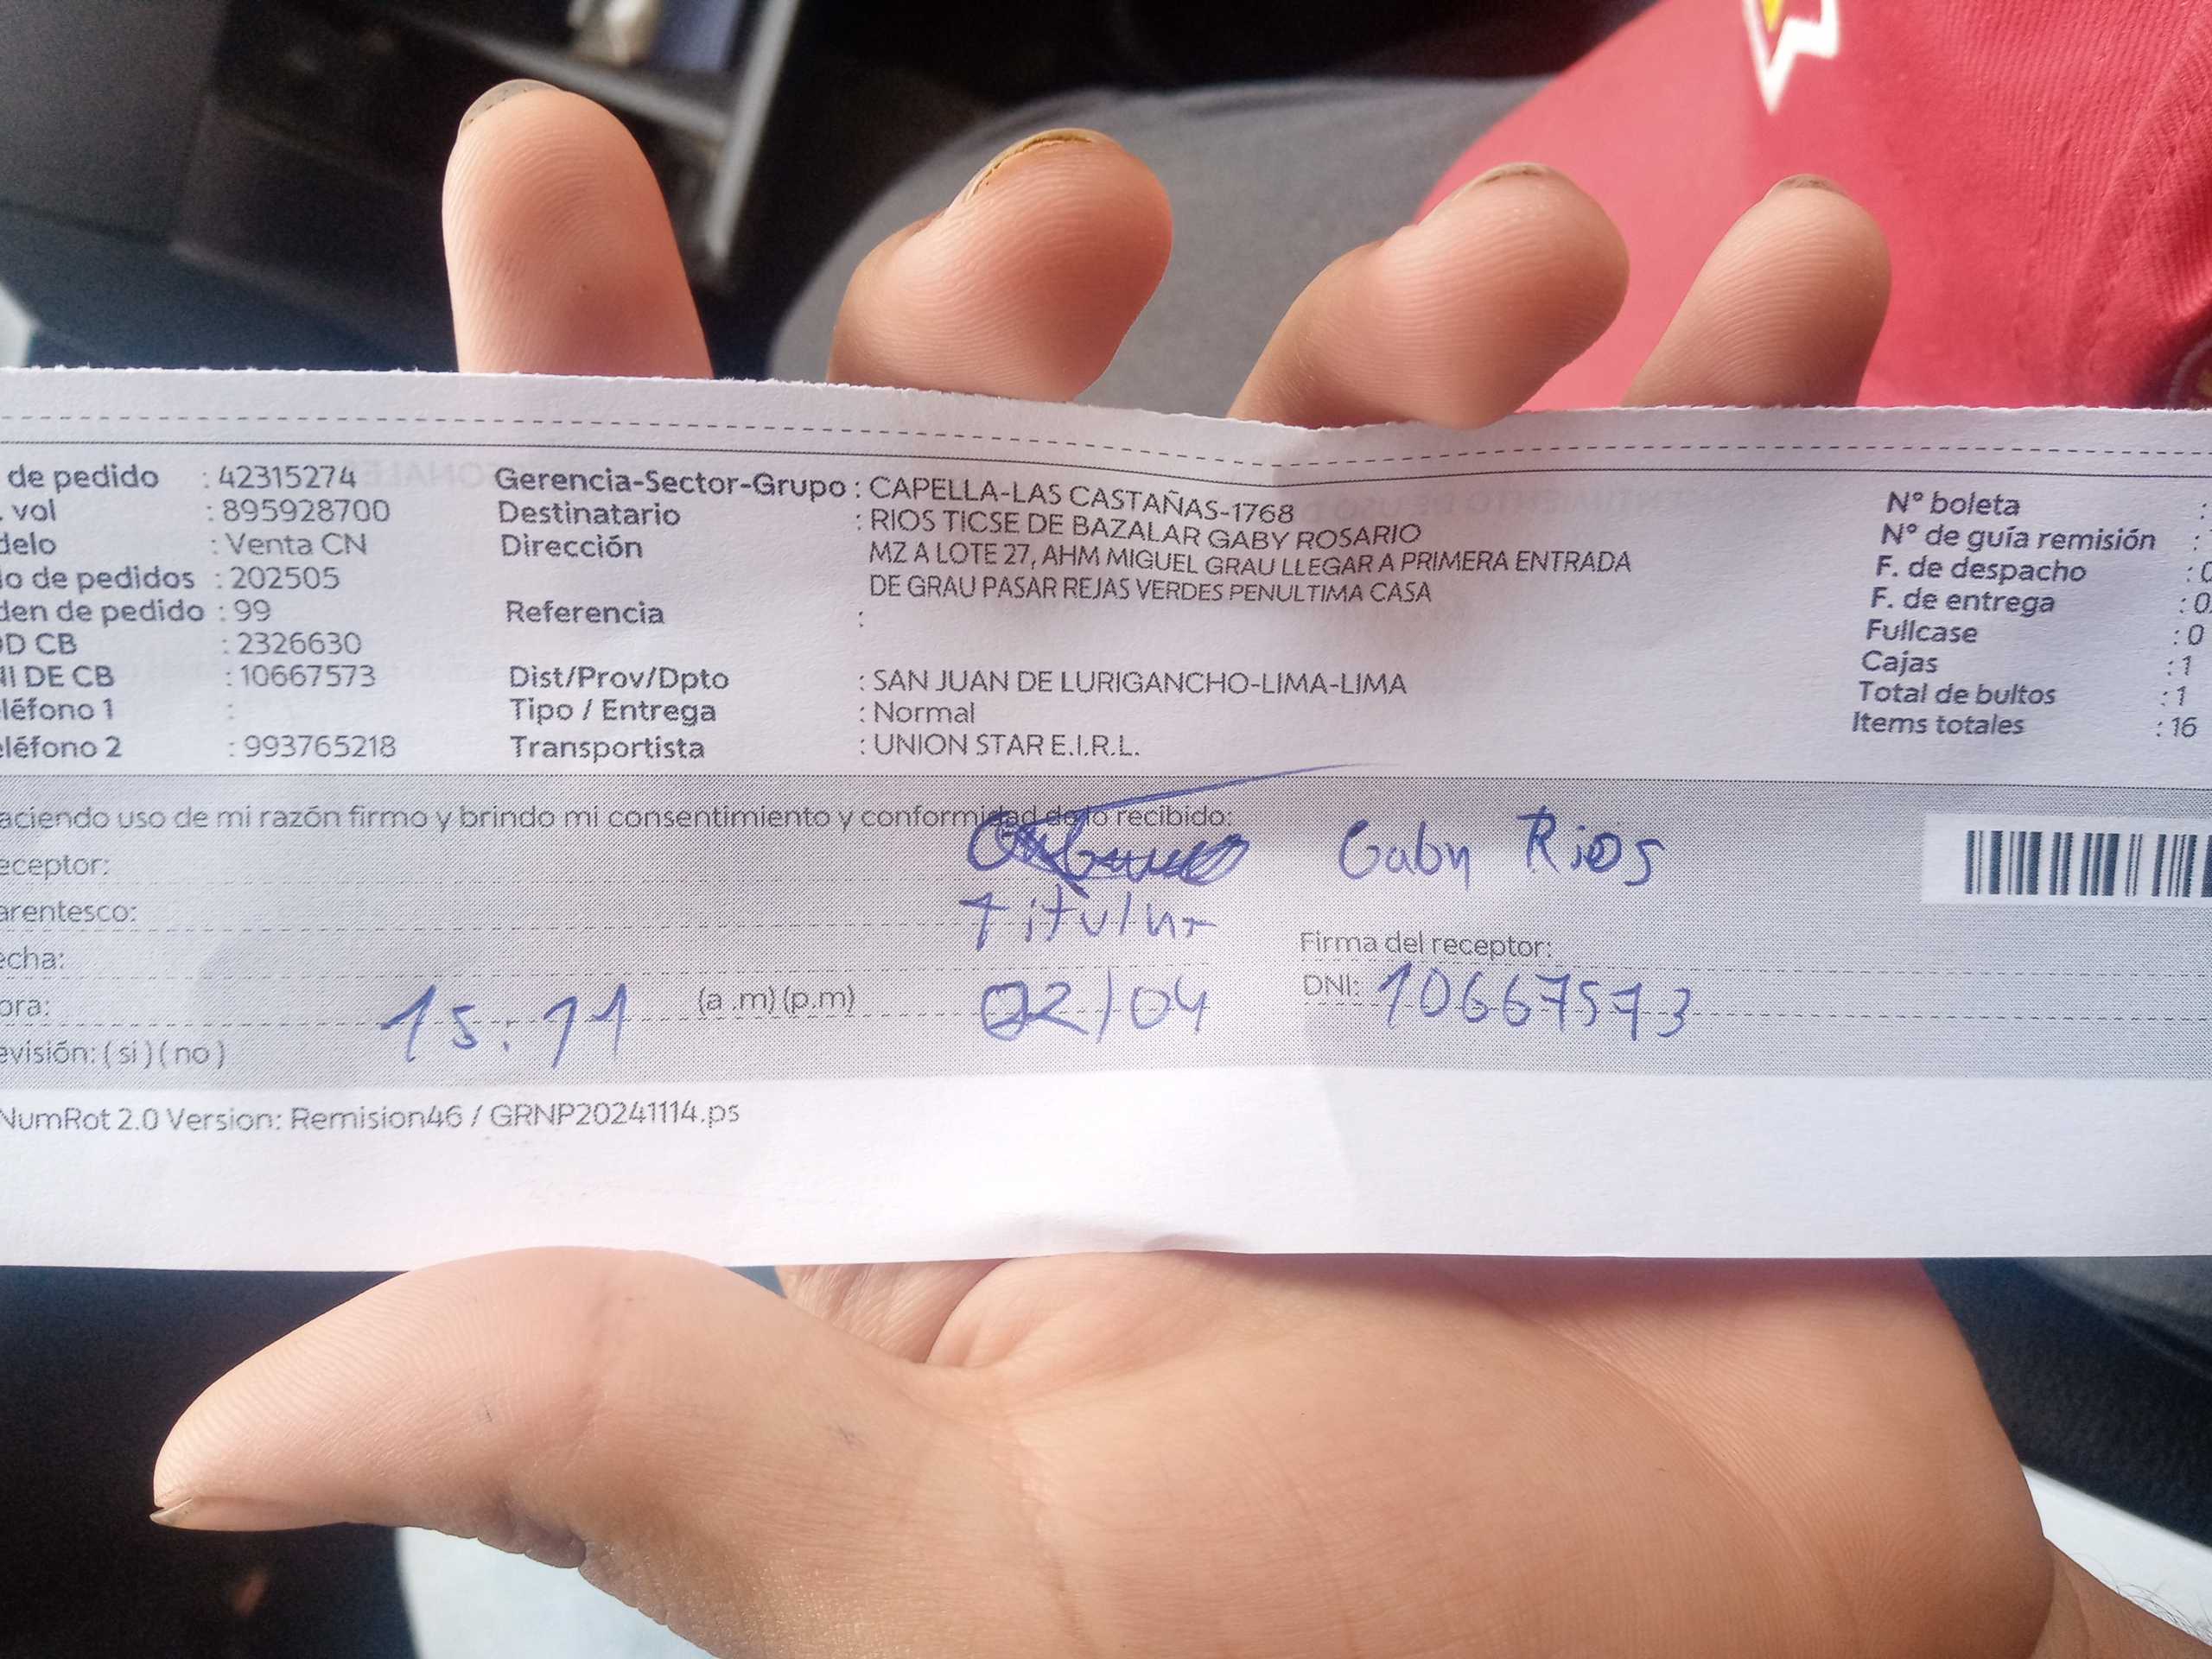 de pedido : 42315274 Gerencia-Sector-Grupo : CAPELLA-LAS CASTAÑAS-1768 N° boleta :
. vol : 895928700 Destinatario : RIOS TICSE DE BAZALAR GABY ROSARIO N° de guía remisión :
delo : Venta CN Dirección MZ A LOTE 27, AHM MIGUEL GRAU LLEGAR A PRIMERA ENTRADA F. de despacho : 0
o de pedidos : 202505 DE GRAU PASAR REJAS VERDES PENULTIMA CASA F. de entrega : 0
den de pedido : 99 Referencia : Fullcase : 0
D CB : 2326630 Cajas : 1
NI DE CB : 10667573 Dist/Prov/Dpto : SAN JUAN DE LURIGANCHO-LIMA-LIMA Total de bultos : 1
léfono 1 : Tipo / Entrega : Normal Items totales : 16
eléfono 2 : 993765218 Transportista : UNION STAR E.I.R.L.
aciendo uso de mi razón firmo y brindo mi consentimiento y conformidad de lo recibido:
eceptor: Gaby Rios
arentesco: Titular
echa: 02/04 Firma del receptor:
ora: 15:11 (a .m) (p.m) DNI: 10667573
evisión: ( si ) ( no )
NumRot 2.0 Version: Remision46 / GRNP20241114.ps